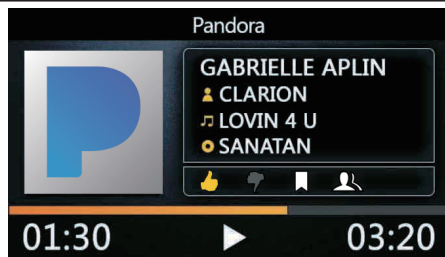 Pandora
GABRIELLE APLIN
CLARION
LOVIN 4 U
SANATAN
01:30 03:20